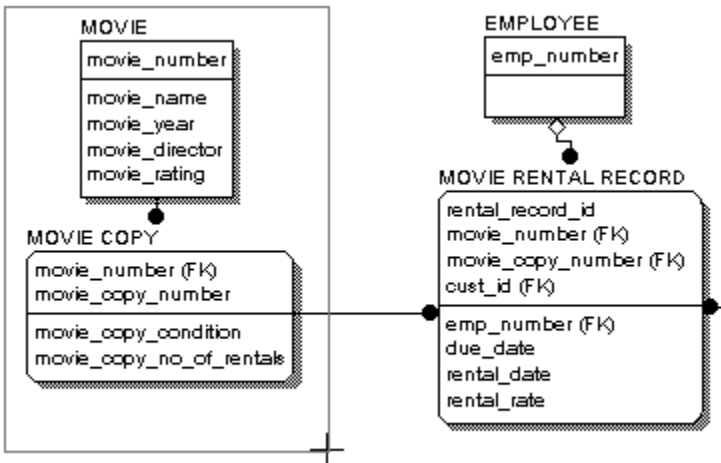 MOVIE
movie_number
movie_name
movie_year
movie_director
movie_rating
MOVIE COPY
movie_number (FK)
movie_copy_number
movie_copy_condition
movie_copy_no_of_rentals
EMPLOYEE
emp_number
MOVIE RENTAL RECORD
rental_record_id
movie_number (FK)
movie_copy_number (FK)
cust_id (FK)
emp_number (FK)
due_date
rental_date
rental_rate